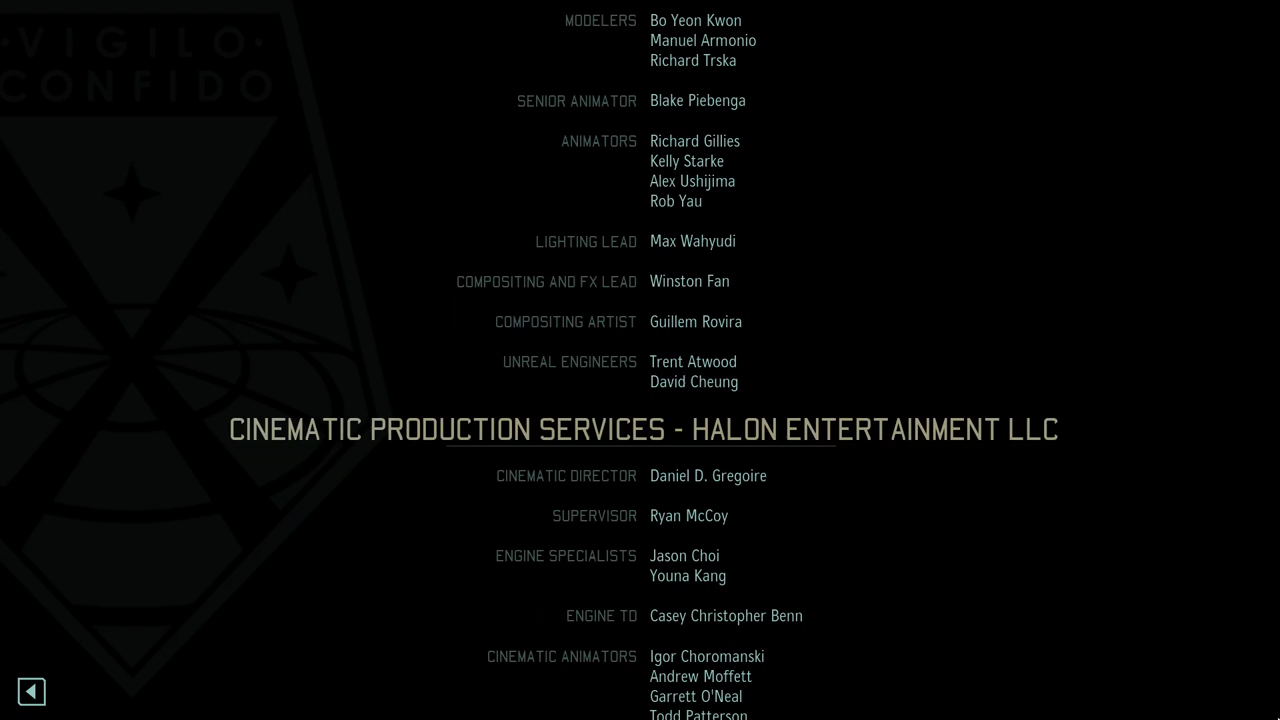 ·VIGILO·
CONFIDO
MODELERS Bo Yeon Kwon
Manuel Armonio
Richard Trska
SENIOR ANIMATOR Blake Piebenga
ANIMATORS Richard Gillies
Kelly Starke
Alex Ushijima
Rob Yau
LIGHTING LEAD Max Wahyudi
COMPOSITING AND FX LEAD Winston Fan
COMPOSITING ARTIST Guillem Rovira
UNREAL ENGINEERS Trent Atwood
David Cheung
CINEMATIC PRODUCTION SERVICES - HALON ENTERTAINMENT LLC
CINEMATIC DIRECTOR Daniel D. Gregoire
SUPERVISOR Ryan McCoy
ENGINE SPECIALISTS Jason Choi
Youna Kang
ENGINE TD Casey Christopher Benn
CINEMATIC ANIMATORS Igor Choromanski
Andrew Moffett
Garrett O'Neal
Todd Patterson